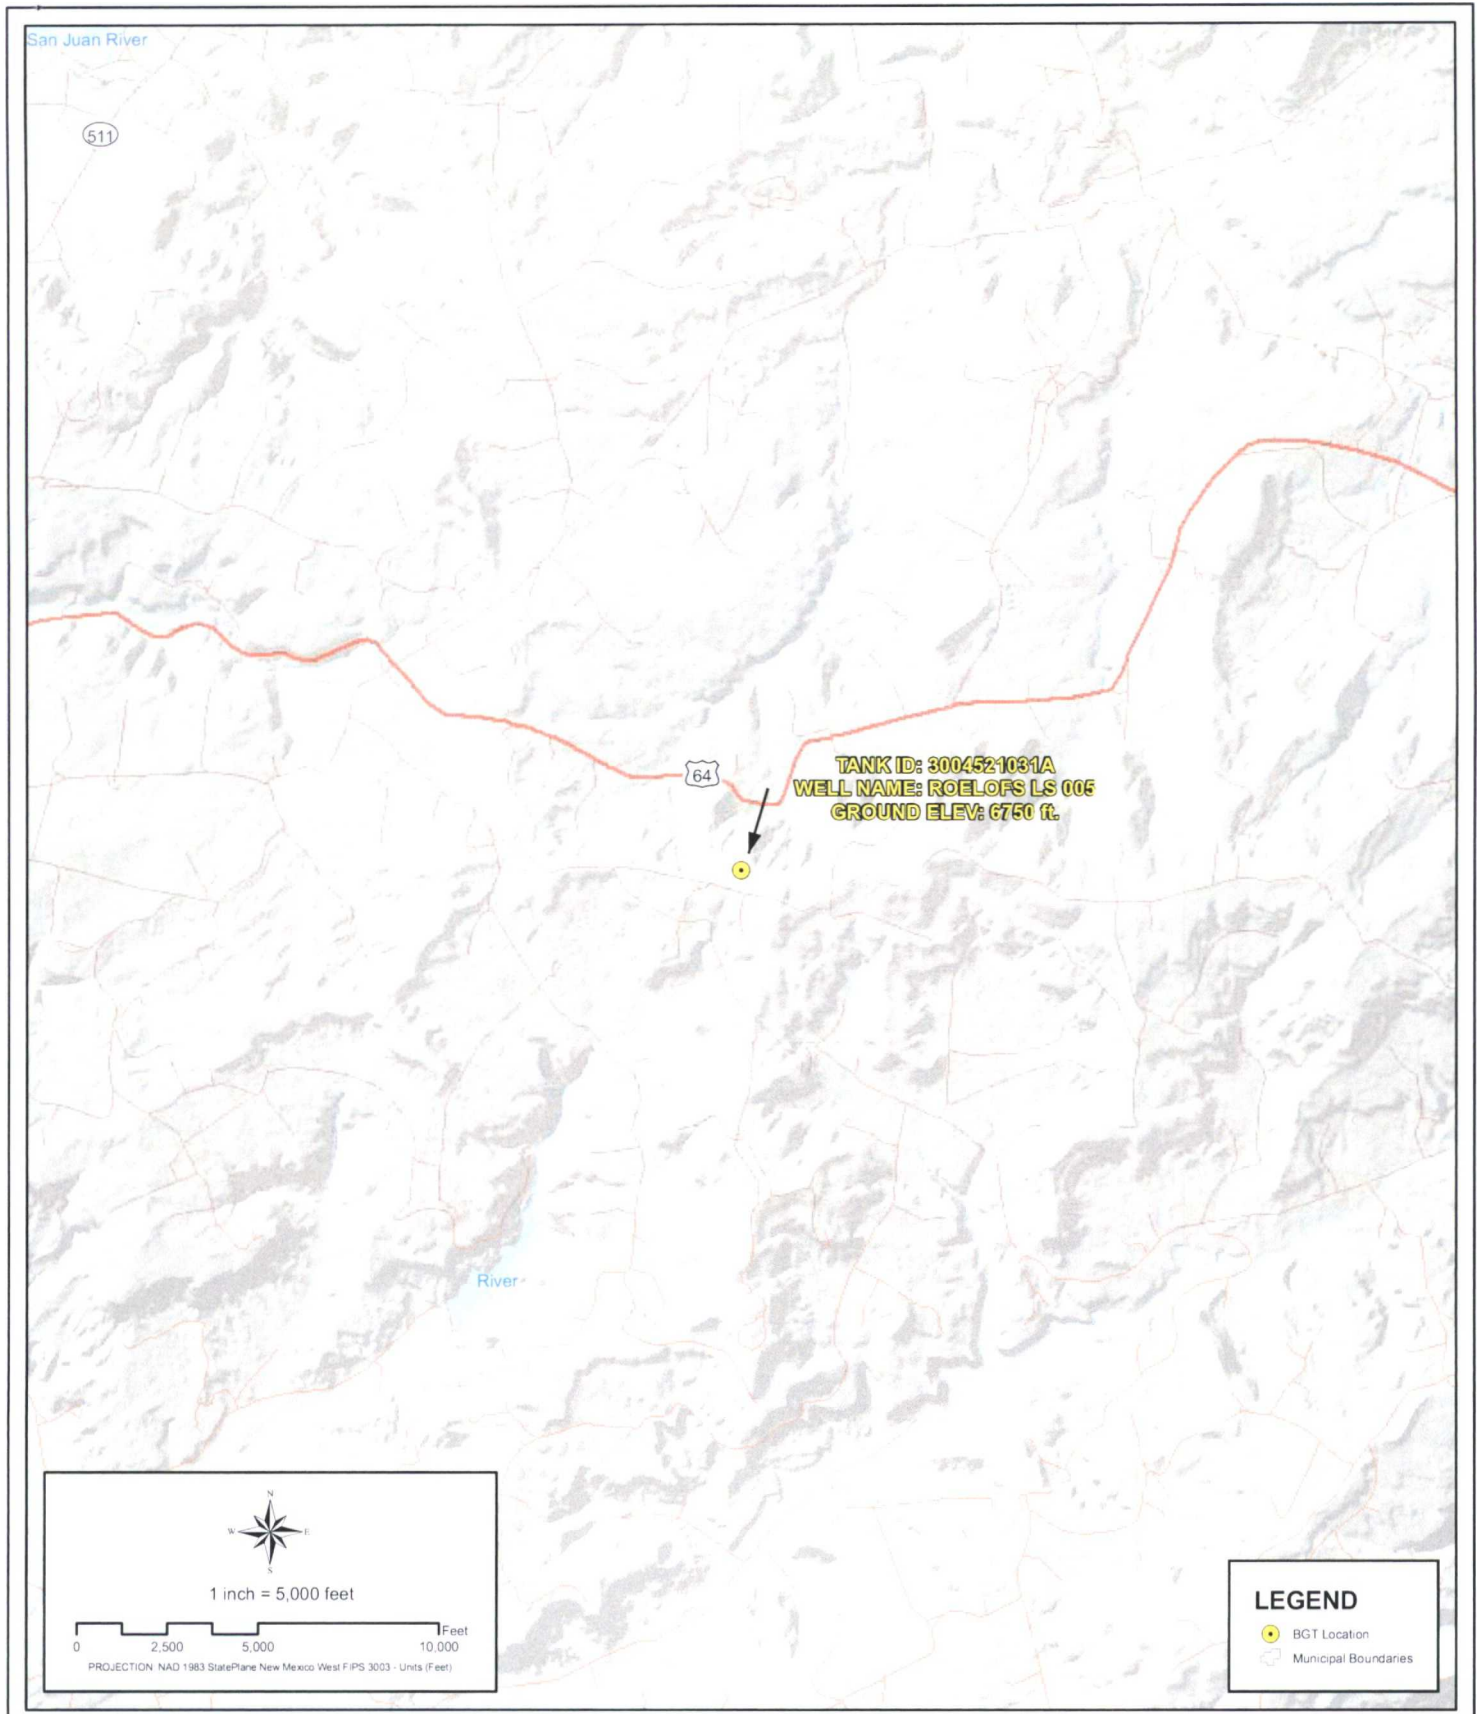 San Juan River
511
64
TANK ID: 3004521031A
WELL NAME: ROELOFS LS 005
GROUND ELEV: 6750 ft.
River
N
W E
S
1 inch = 5,000 feet
Feet
0 2,500 5,000 10,000
PROJECTION NAD 1983 StatePlane New Mexico West FIPS 3003 - Units (Feet)
LEGEND
BGT Location
Municipal Boundaries